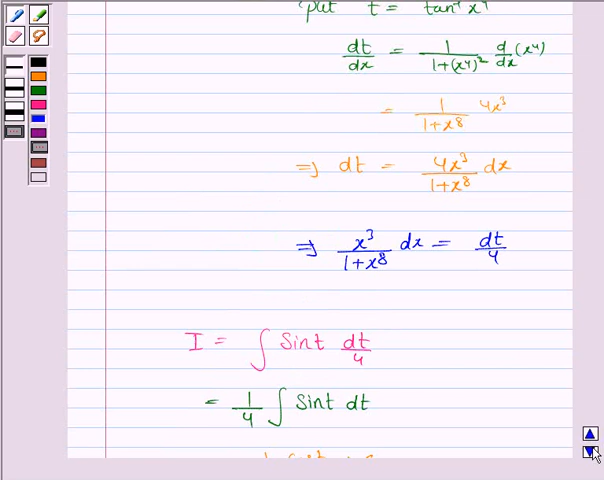 put t = tan⁻¹ x⁴
dt/dx = 1/(1+(x⁴)²) d/dx (x⁴)
= 1/(1+x⁸) 4x³
⇒ dt = 4x³/(1+x⁸) dx
⇒ x³/(1+x⁸) dx = dt/4
I = ∫ Sint dt/4
= 1/4 ∫ Sint dt